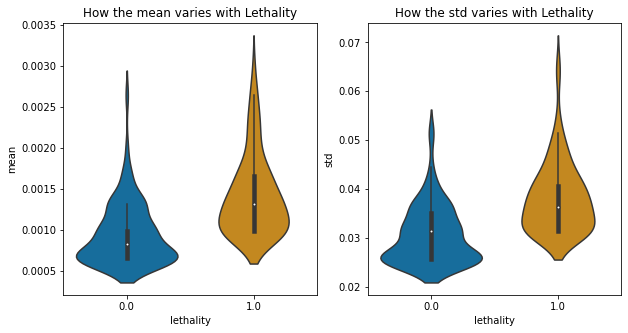 How the mean varies with Lethality
0.0035
0.0030
0.0025
0.0020
0.0015
0.0010
0.0005
mean
0.0
1.0
lethality
How the std varies with Lethality
0.07
0.06
0.05
0.04
0.03
0.02
std
0.0
1.0
lethality